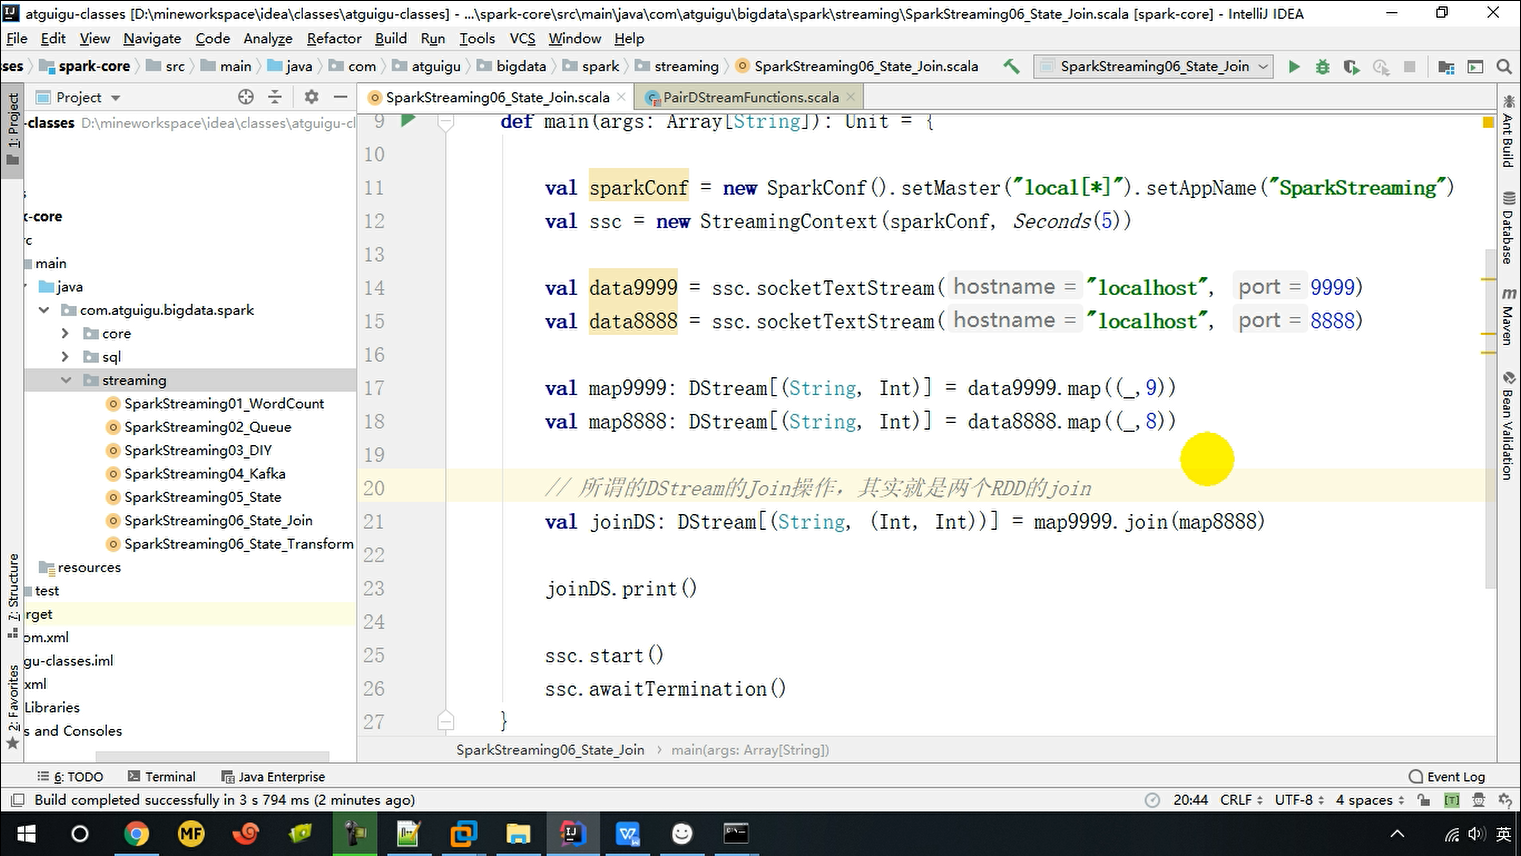 atguigu-classes [D:\mineworkspace\idea\classes\atguigu-classes] - ...\spark-core\src\main\java\com\atguigu\bigdata\spark\streaming\SparkStreaming06_State_Join.scala [spark-core] - IntelliJ IDEA
File Edit View Navigate Code Analyze Refactor Build Run Tools VCS Window Help
sses spark-core src main java com atguigu bigdata spark streaming SparkStreaming06_State_Join.scala SparkStreaming06_State_Join
Project
SparkStreaming06_State_Join.scala PairDStreamFunctions.scala
1: Project
7: Structure
2: Favorites
-classes D:\mineworkspace\idea\classes\atguigu-cl
k-core
rc
main
java
com.atguigu.bigdata.spark
core
sql
streaming
SparkStreaming01_WordCount
SparkStreaming02_Queue
SparkStreaming03_DIY
SparkStreaming04_Kafka
SparkStreaming05_State
SparkStreaming06_State_Join
SparkStreaming06_State_Transform
resources
test
rget
om.xml
gu-classes.iml
xml
Libraries
s and Consoles
9 def main(args: Array[String]): Unit = {
10
11 val sparkConf = new SparkConf().setMaster("local[*]").setAppName("SparkStreaming")
12 val ssc = new StreamingContext(sparkConf, Seconds(5))
13
14 val data9999 = ssc.socketTextStream( hostname = "localhost", port = 9999)
15 val data8888 = ssc.socketTextStream( hostname = "localhost", port = 8888)
16
17 val map9999: DStream[(String, Int)] = data9999.map((_,9))
18 val map8888: DStream[(String, Int)] = data8888.map((_,8))
19
20 // 所谓的DStream的Join操作，其实就是两个RDD的join
21 val joinDS: DStream[(String, (Int, Int))] = map9999.join(map8888)
22
23 joinDS.print()
24
25 ssc.start()
26 ssc.awaitTermination()
27 }
SparkStreaming06_State_Join › main(args: Array[String])
Ant Build
Database
m Maven
Bean Validation
6: TODO Terminal Java Enterprise Event Log
Build completed successfully in 3 s 794 ms (2 minutes ago) 20:44 CRLF UTF-8 4 spaces [T]
MF 英